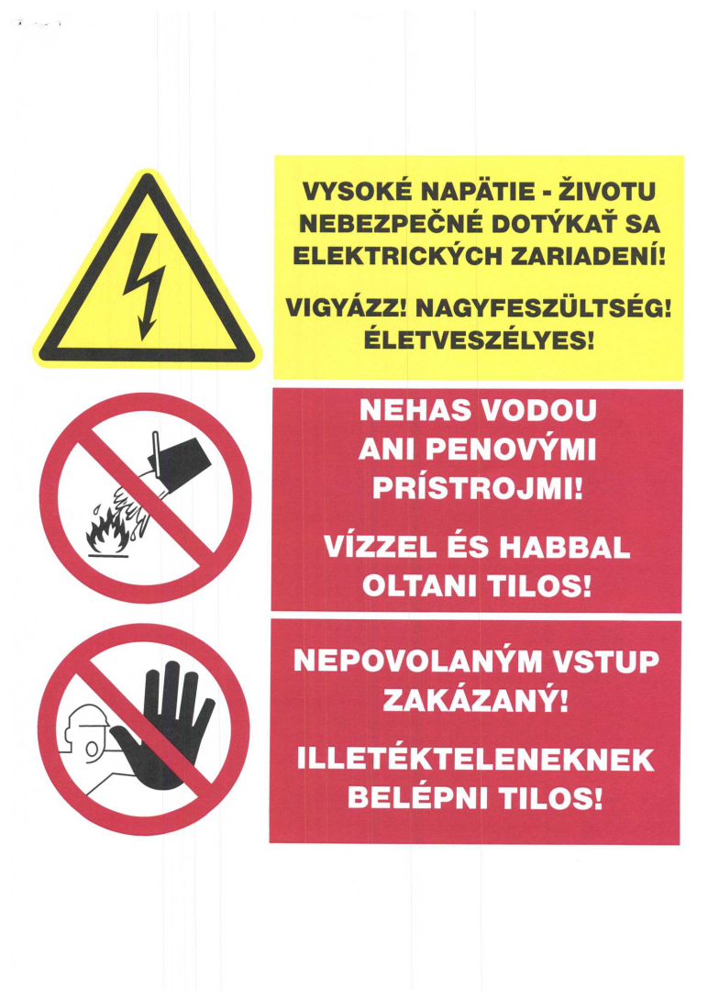 VYSOKÉ NAPÄTIE - ŽIVOTU
NEBEZPEČNÉ DOTÝKAŤ SA
ELEKTRICKÝCH ZARIADENÍ!
VIGYÁZZ! NAGYFESZÜLTSÉG!
ÉLETVESZÉLYES!
NEHAS VODOU
ANI PENOVÝMI
PRÍSTROJMI!
VÍZZEL ÉS HABBAL
OLTANI TILOS!
NEPOVOLANÝM VSTUP
ZAKÁZANÝ!
ILLETÉKTELENEKNEK
BELÉPNI TILOS!